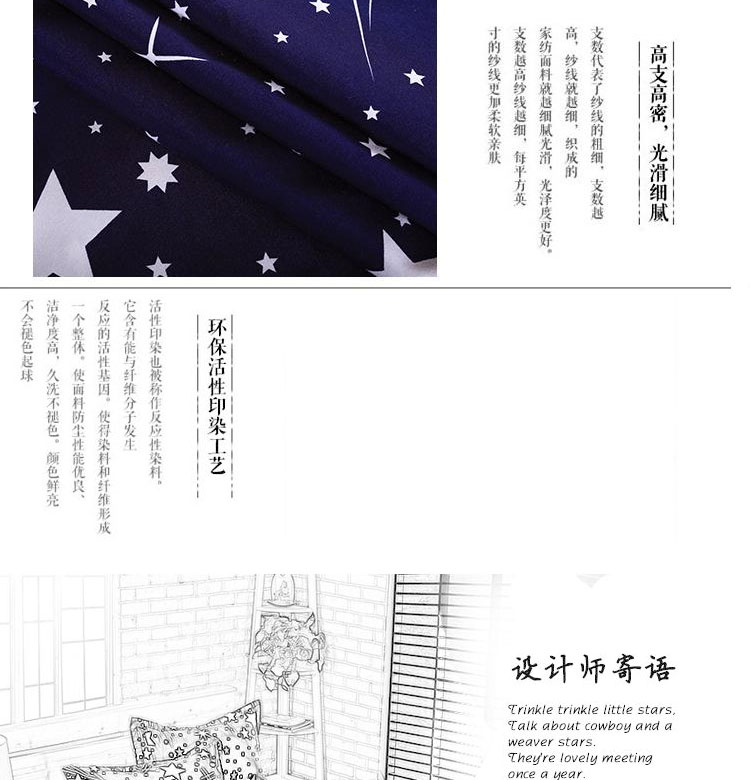 高支高密，光滑细腻
支数代表了纱线的粗细，支数越
高，纱线就越细，织成的
家纺面料就越细腻光滑，光泽度更好。
支数越高纱线越细，每平方英
寸的纱线更加柔软亲肤
环保活性印染工艺
活性印染也被称作反应性染料。
它含有能与纤维分子发生
反应的活性基因。使得染料和纤维形成
一个整体。使面料防尘性能优良、
洁净度高，久洗不褪色。颜色鲜亮
不会褪色起球
设计师寄语
Trinkle trinkle little stars.
Talk about cowboy and a
weaver stars.
They're lovely meeting
once a year.